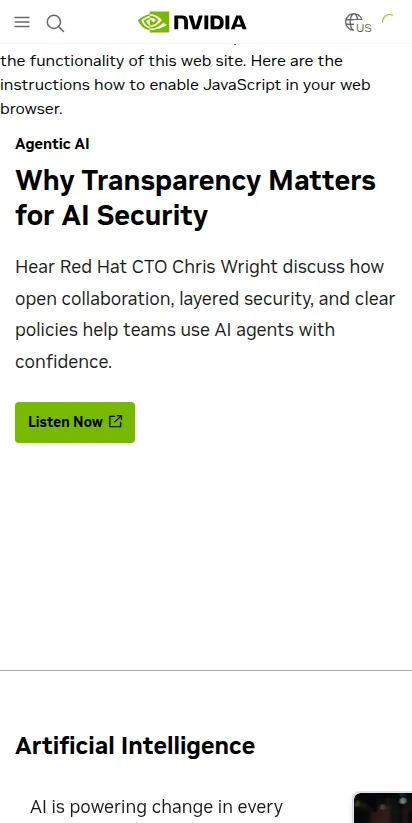 NVIDIA
US
the functionality of this web site. Here are the
instructions how to enable JavaScript in your web
browser.
Agentic AI
Why Transparency Matters
for AI Security
Hear Red Hat CTO Chris Wright discuss how
open collaboration, layered security, and clear
policies help teams use AI agents with
confidence.
Listen Now
Artificial Intelligence
AI is powering change in every